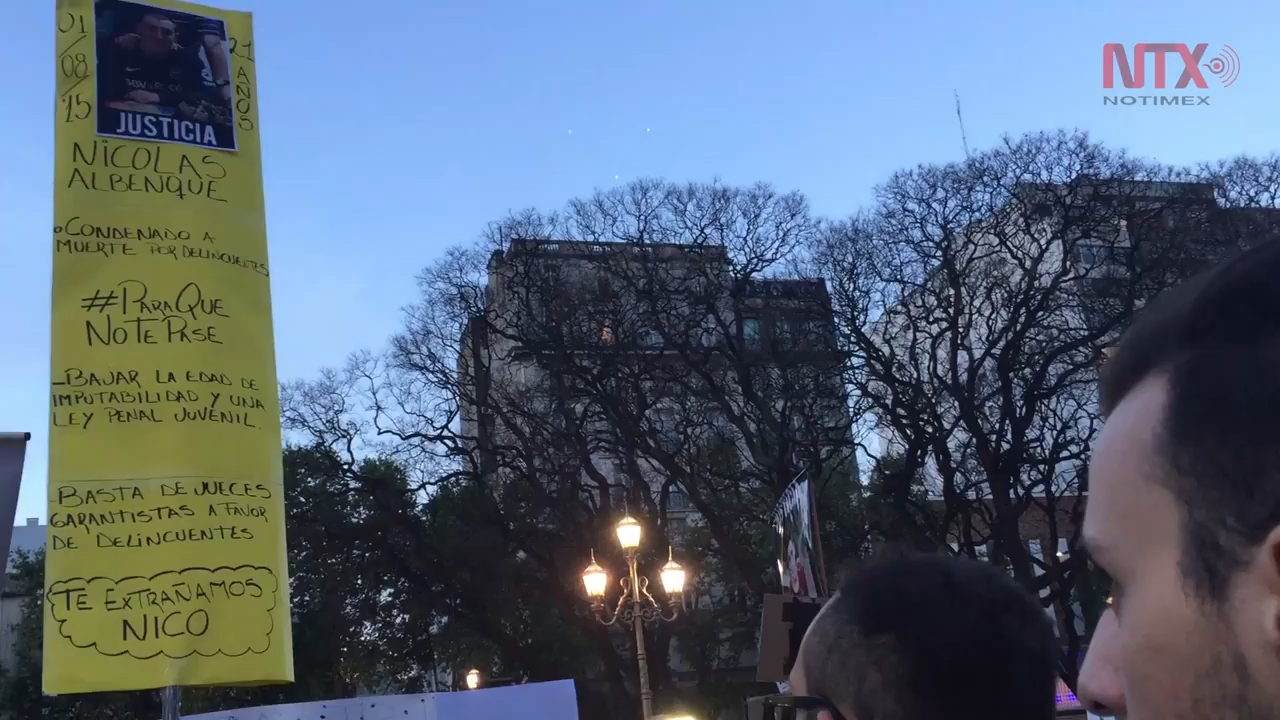 01/08/15
21 AÑOS
JUSTICIA
NICOLAS
ALBENQUE
•CONDENADO A
MUERTE POR DELINCUENTES
#PARAQUE
NOTEPASE
-BAJAR LA EDAD DE
IMPUTABILIDAD Y UNA
LEY PENAL JUVENIL.
-BASTA DE JUECES
GARANTISTAS A FAVOR
DE DELINCUENTES
TE EXTRAÑAMOS
NICO
NTX
NOTIMEX